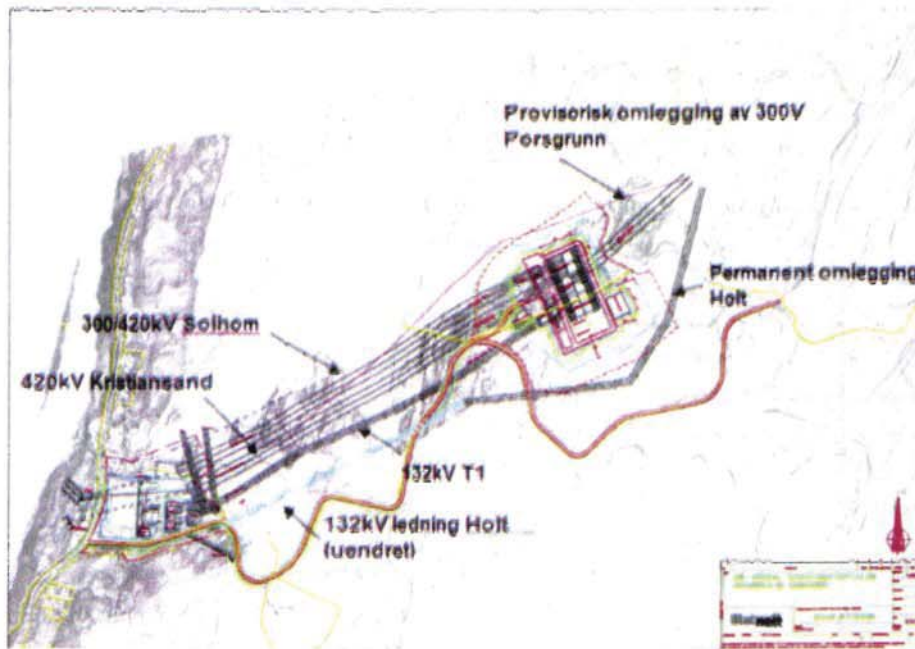 Provisorisk omlegging av 300V
Porsgrunn
Permanent omlegging
Holt
300/420kV Solhom
420kV Kristiansand
132kV T1
132kV ledning Holt
(uendret)
Statnett